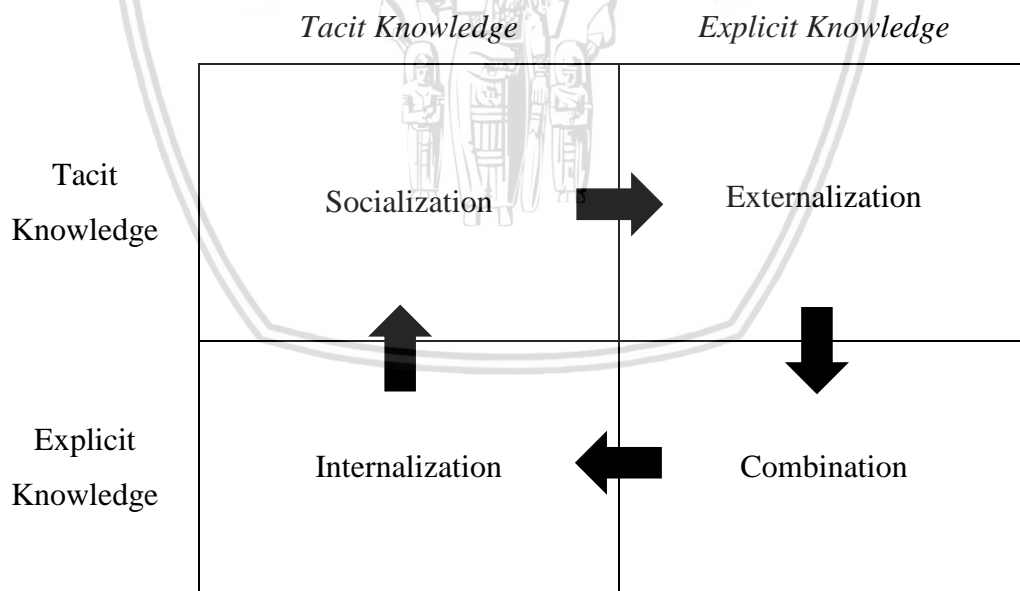 Tacit Knowledge Explicit Knowledge
Tacit
Knowledge
Socialization Externalization
Explicit
Knowledge
Internalization Combination